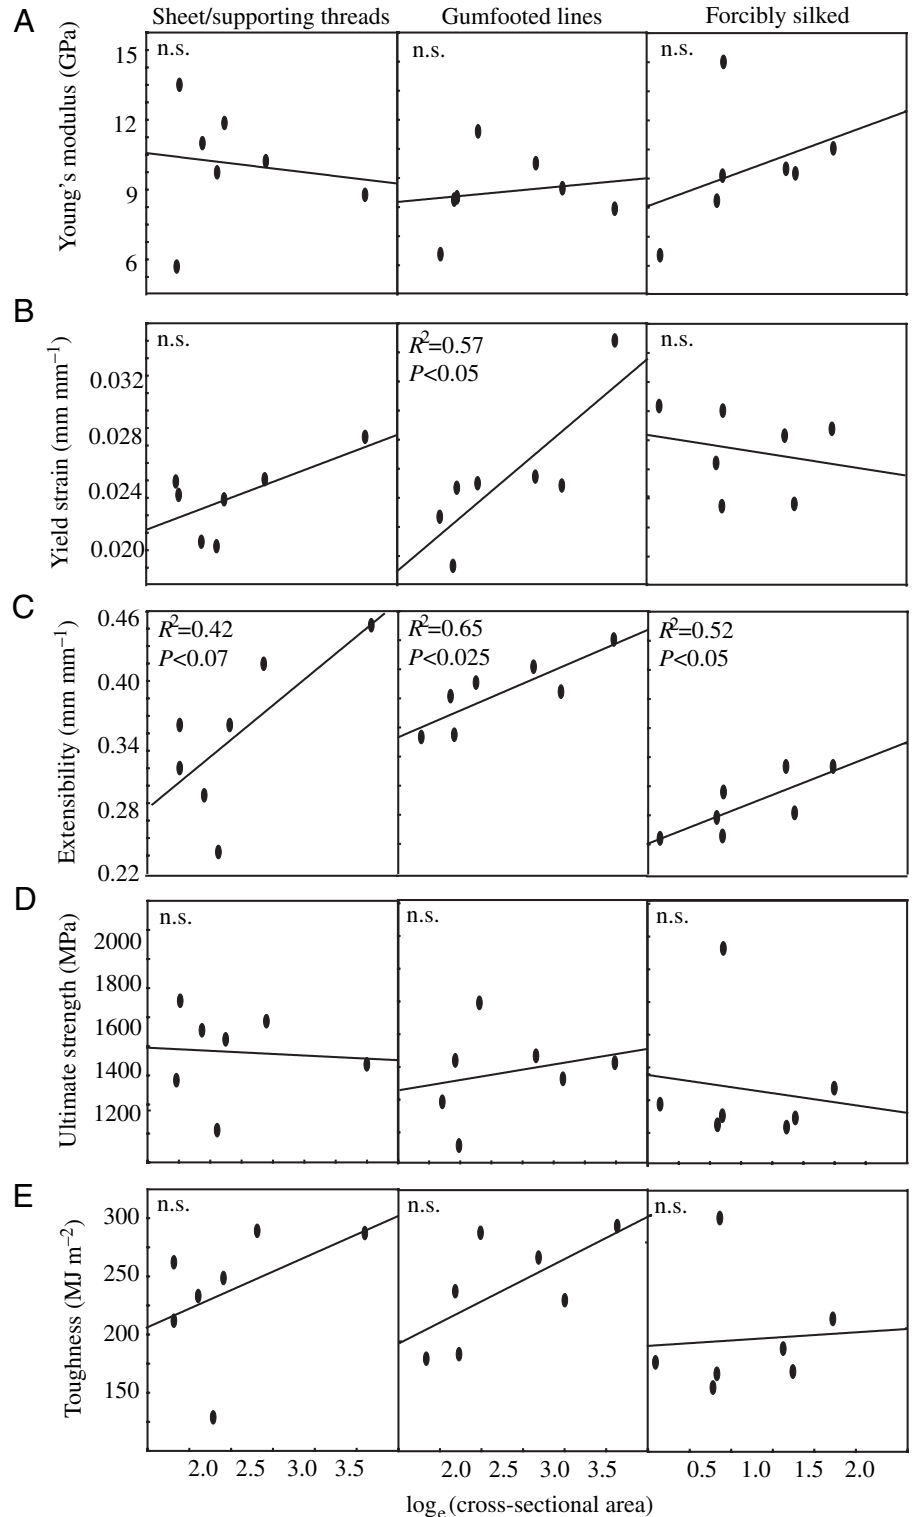 Sheet/supporting threads Gumfooted lines Forcibly silked
A
Young's modulus (GPa)
15
12
9
6
n.s.
n.s.
n.s.
B
Yield strain (mm mm⁻¹)
0.032
0.028
0.024
0.020
n.s.
R²=0.57
P<0.05
n.s.
C
Extensibility (mm mm⁻¹)
0.46
0.40
0.34
0.28
0.22
R²=0.42
P<0.07
R²=0.65
P<0.025
R²=0.52
P<0.05
D
Ultimate strength (MPa)
2000
1800
1600
1400
1200
n.s.
n.s.
n.s.
E
Toughness (MJ m⁻²)
300
250
200
150
n.s.
n.s.
n.s.
2.0 2.5 3.0 3.5 2.0 2.5 3.0 3.5 0.5 1.0 1.5 2.0
logₑ (cross-sectional area)